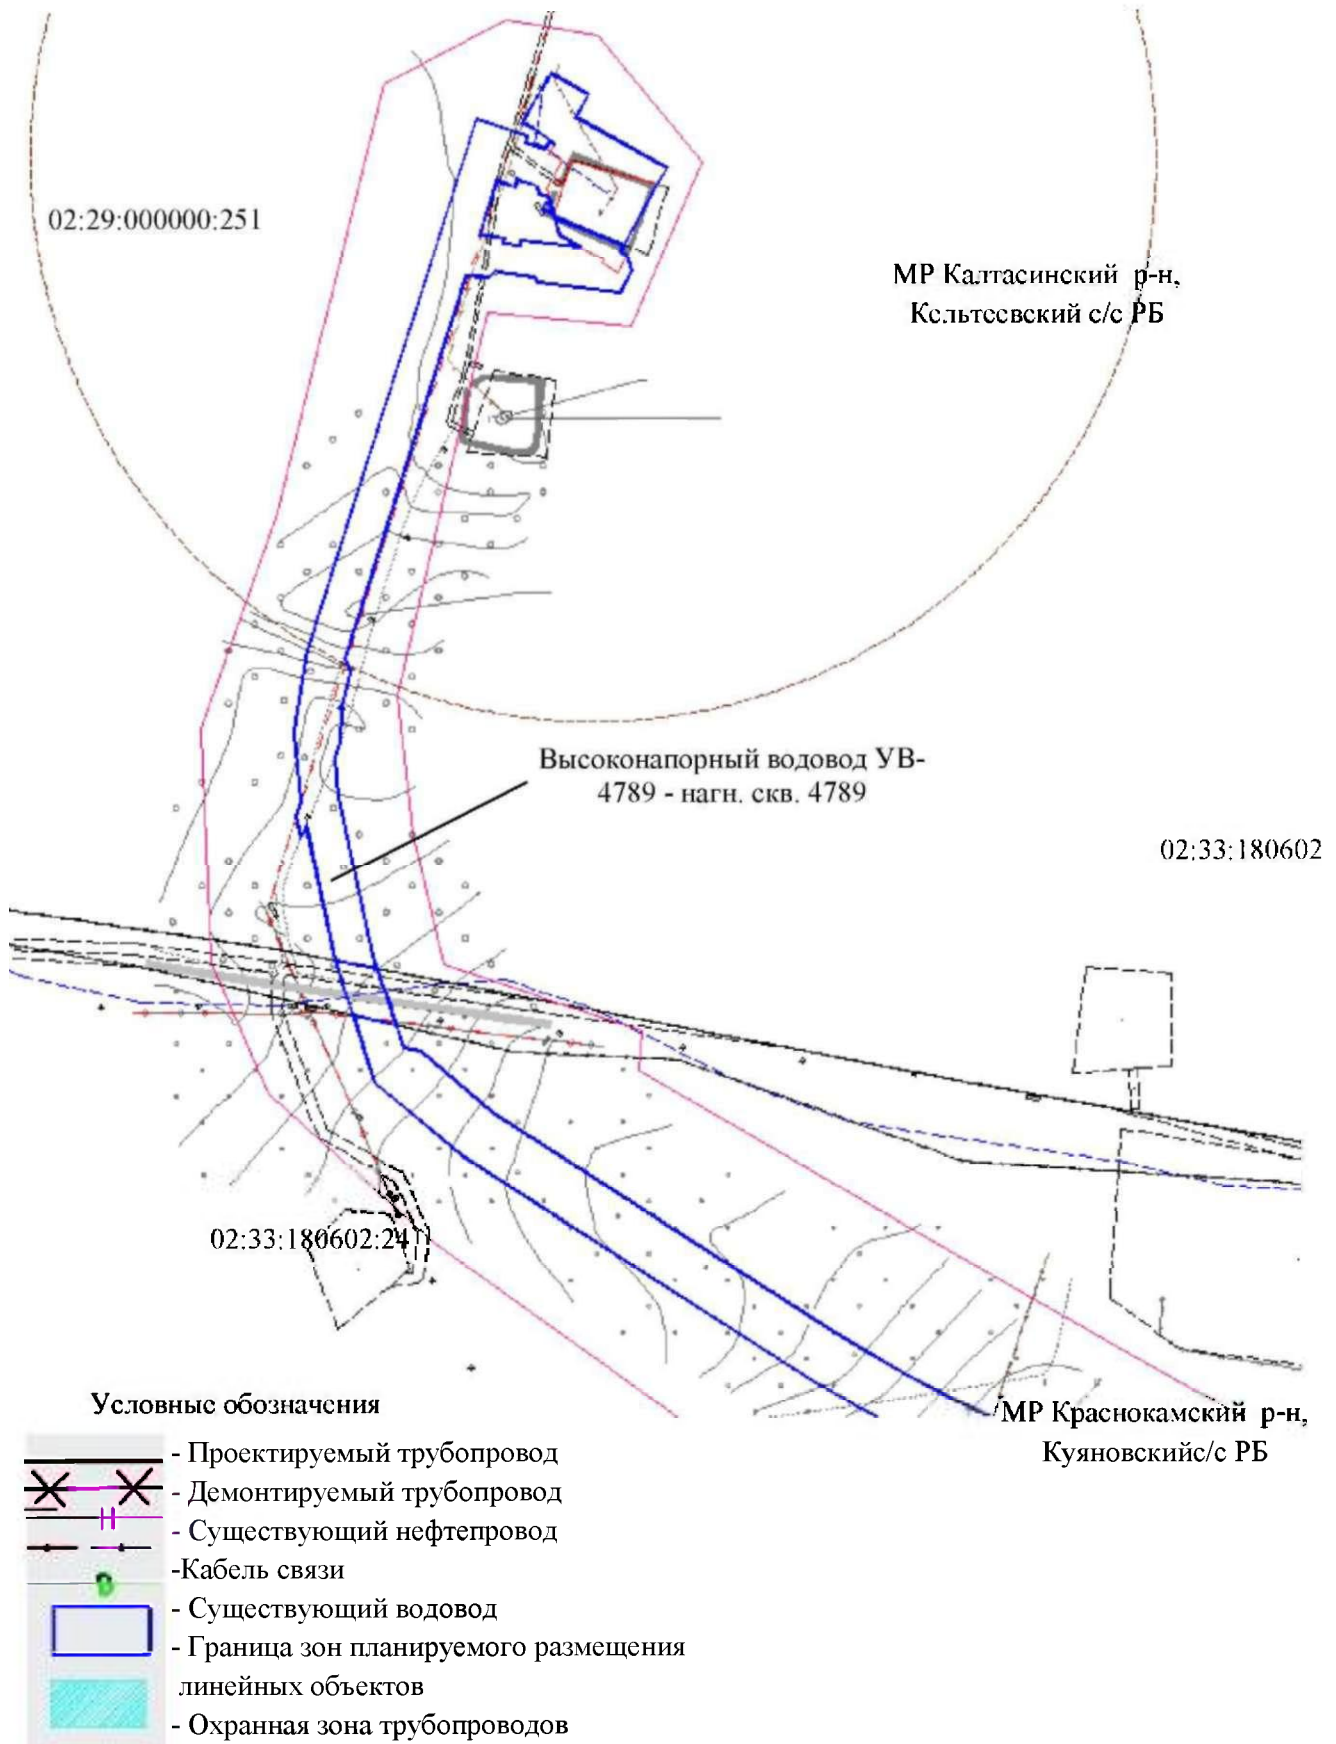 02:29:000000:251
МР Калтасинский р-н,
Кельтеевский с/с РБ
Высоконапорный водовод УВ-
4789 - нагн. скв. 4789
02:33:180602
02:33:180602:241
МР Краснокамский р-н,
Куяновскийс/с РБ
Условные обозначения
- Проектируемый трубопровод
- Демонтируемый трубопровод
- Существующий нефтепровод
-Кабель связи
- Существующий водовод
- Граница зон планируемого размещения
линейных объектов
- Охранная зона трубопроводов